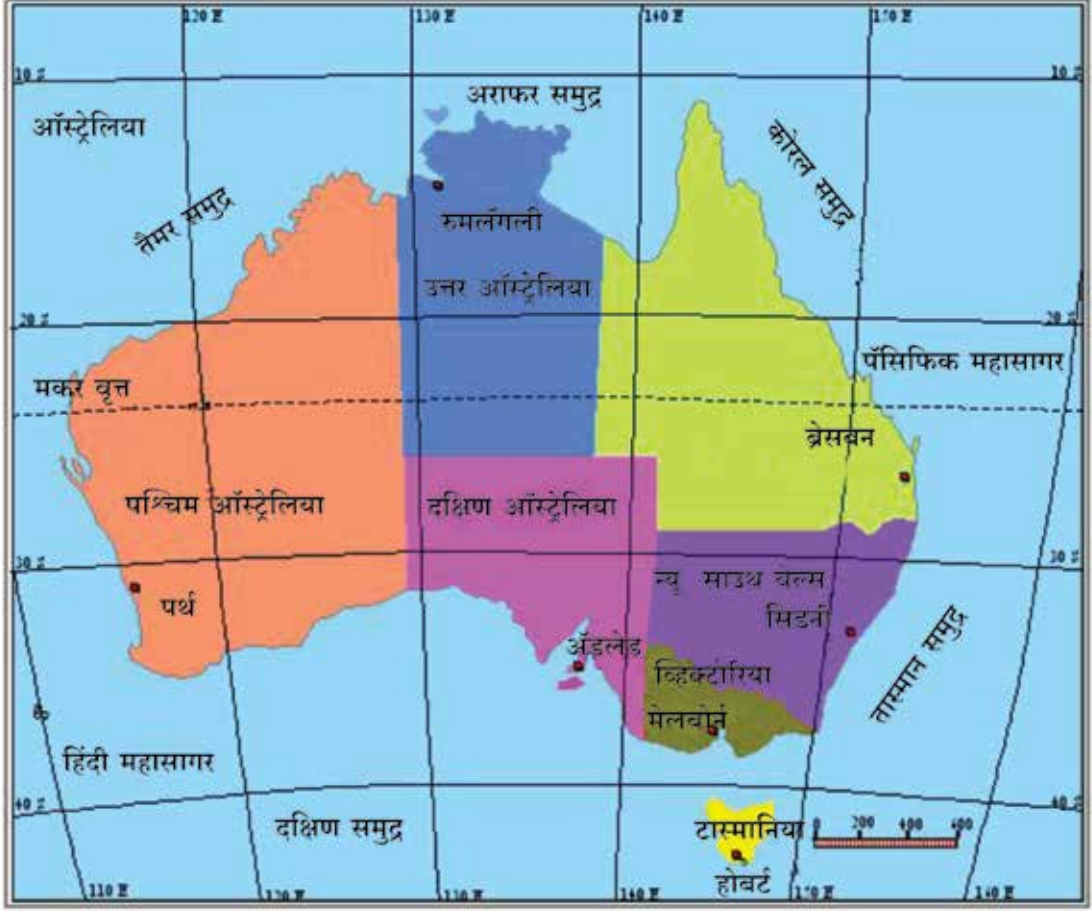 120 E 130 E 140 E 150 E
10 S 10 S
अराफर समुद्र
ऑस्ट्रेलिया
कोरल समुद्र
तैमर समुद्र
रुमलॅगली
उत्तर ऑस्ट्रेलिया
20 S 20 S
पॅसिफिक महासागर
मकर वृत्त
ब्रेसबन
पश्चिम ऑस्ट्रेलिया
दक्षिण ऑस्ट्रेलिया
30 S 30 S
न्यु साउथ वेल्स
पर्थ
सिडनी
अ‍ॅडलेड
तास्मान समुद्र
व्हिक्टोरिया
मेलबोर्न
हिंदी महासागर
40 S 40 S
दक्षिण समुद्र
टास्मानिया
0 200 400 600
होबर्ट
110 E 120 E 130 E 140 E 150 E 140 E